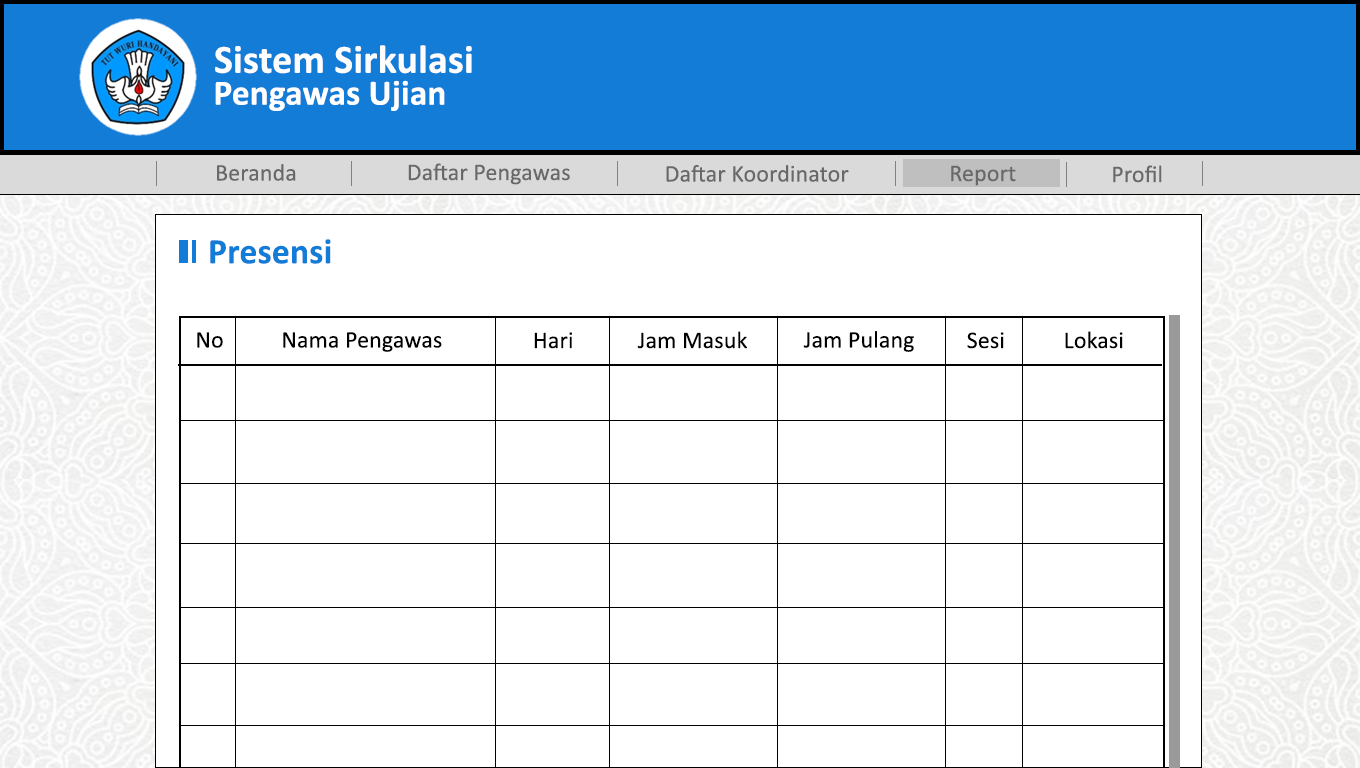 TUT WURI HANDAYANI
Sistem Sirkulasi
Pengawas Ujian
Beranda
Daftar Pengawas
Daftar Koordinator
Report
Profil
Presensi
No
Nama Pengawas
Hari
Jam Masuk
Jam Pulang
Sesi
Lokasi